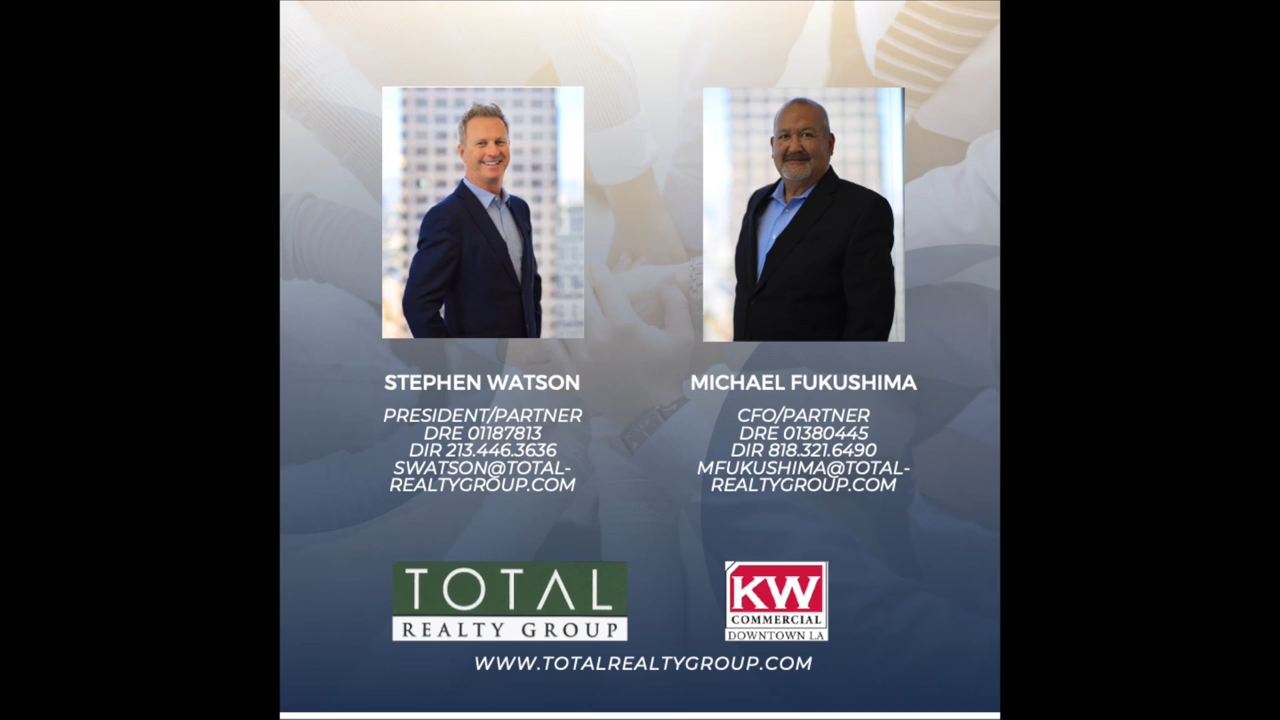 STEPHEN WATSON
PRESIDENT/PARTNER
DRE 01187813
DIR 213.446.3636
SWATSON@TOTAL-
REALTYGROUP.COM
MICHAEL FUKUSHIMA
CFO/PARTNER
DRE 01380445
DIR 818.321.6490
MFUKUSHIMA@TOTAL-
REALTYGROUP.COM
TOTAL
REALTY GROUP
KW
COMMERCIAL
DOWNTOWN LA
WWW.TOTALREALTYGROUP.COM